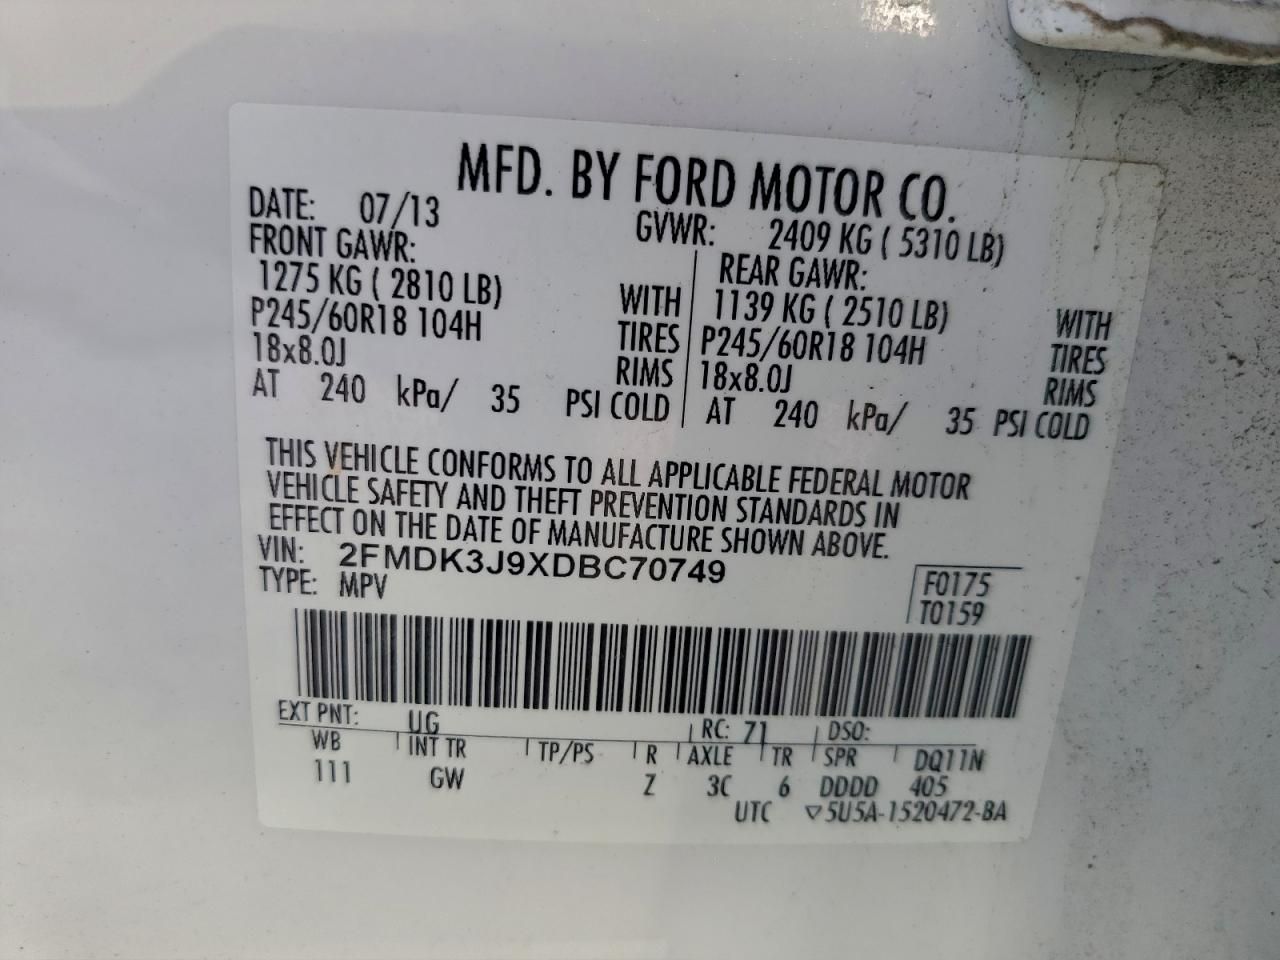 MFD. BY FORD MOTOR CO.
DATE: 07/13 GVWR: 2409 KG ( 5310 LB)
FRONT GAWR: REAR GAWR:
1275 KG ( 2810 LB) WITH 1139 KG ( 2510 LB) WITH
P245/60R18 104H TIRES P245/60R18 104H TIRES
18x8.0J RIMS 18x8.0J RIMS
AT 240 kPa/ 35 PSI COLD AT 240 kPa/ 35 PSI COLD
THIS VEHICLE CONFORMS TO ALL APPLICABLE FEDERAL MOTOR
VEHICLE SAFETY AND THEFT PREVENTION STANDARDS IN
EFFECT ON THE DATE OF MANUFACTURE SHOWN ABOVE.
VIN: 2FMDK3J9XDBC70749
TYPE: MPV
F0175
T0159
EXT PNT: UG RC: 71 DSO:
WB INT TR TP/PS R AXLE TR SPR DQ11N
111 GW Z 3C 6 DDDD 405
UTC ▽5U5A-1520472-BA